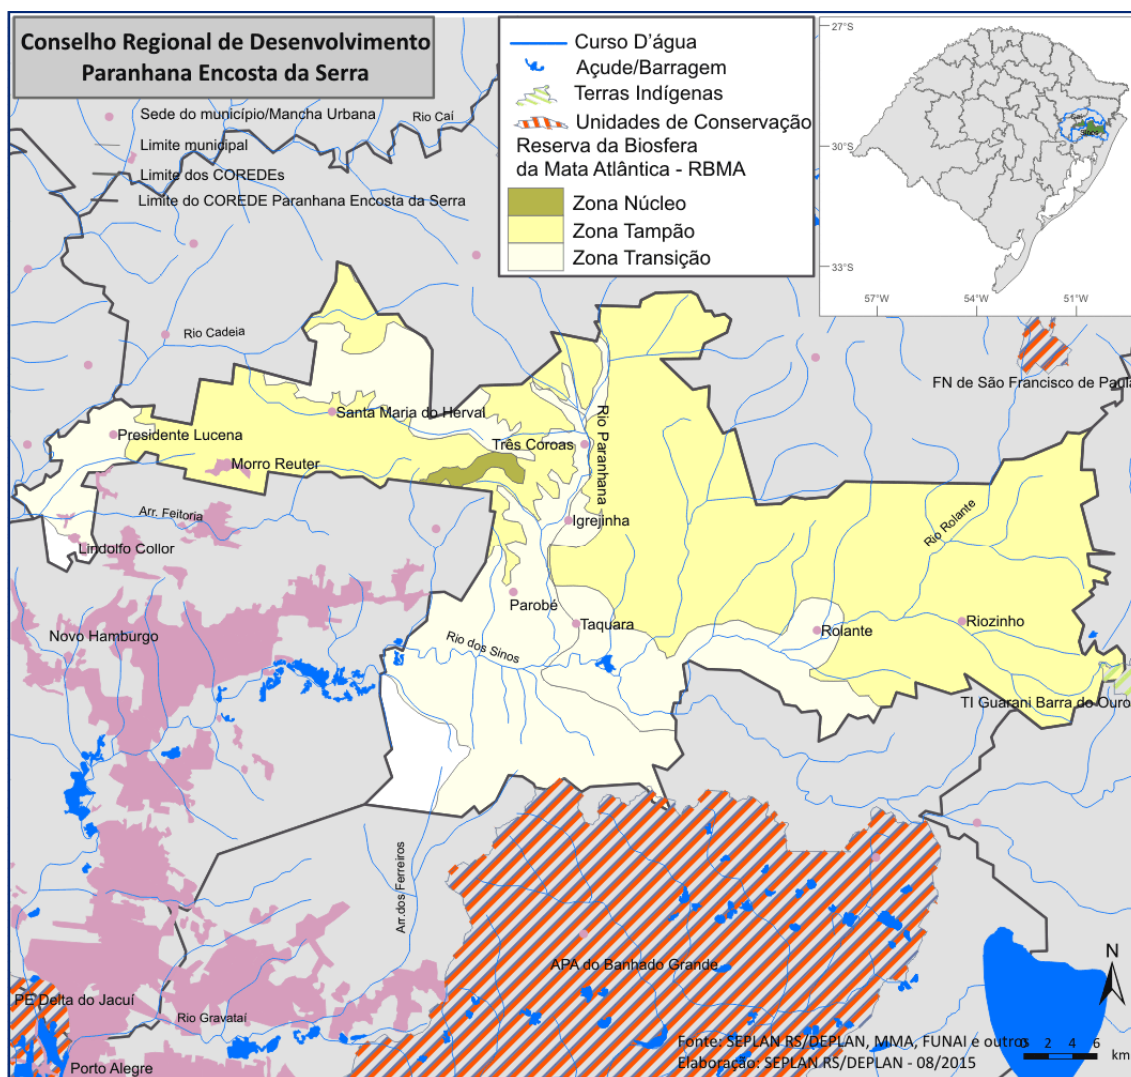 Conselho Regional de Desenvolvimento
Paranhana Encosta da Serra
Sede do município/Mancha Urbana
Limite municipal
Limite dos COREDEs
Limite do COREDE Paranhana Encosta da Serra
Curso D'água
Açude/Barragem
Terras Indígenas
Unidades de Conservação
Reserva da Biosfera
da Mata Atlântica - RBMA
Zona Núcleo
Zona Tampão
Zona Transição
27°S
30°S
33°S
57°W
54°W
51°W
Caí
Sinos
Rio Caí
Rio Cadeia
FN de São Francisco de Paula
Santa Maria do Herval
Presidente Lucena
Três Coroas
Rio Paranhana
Morro Reuter
Arr. Feitoria
Igrejinha
Rio Rolante
Lindolfo Collor
Parobé
Taquara
Rolante
Riozinho
Novo Hamburgo
Rio dos Sinos
TI Guarani Barra do Ouro
Arr.dos Ferreiros
APA do Banhado Grande
PE Delta do Jacuí
Rio Gravataí
Porto Alegre
N
Fonte: SEPLAN RS/DEPLAN, MMA, FUNAI e outros
Elaboração: SEPLAN RS/DEPLAN - 08/2015
0 2 4 6
km